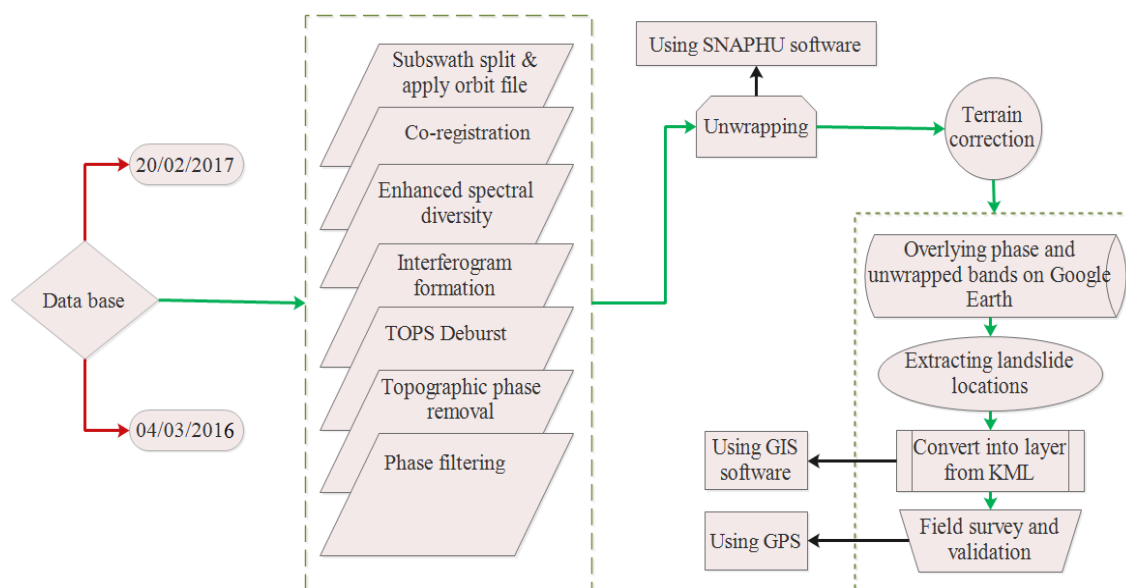 20/02/2017
Data base
04/03/2016
Subswath split &
apply orbit file
Co-registration
Enhanced spectral
diversity
Interferogram
formation
TOPS Deburst
Topographic phase
removal
Phase filtering
Using SNAPHU software
Unwrapping
Terrain
correction
Overlying phase and
unwrapped bands on Google
Earth
Extracting landslide
locations
Convert into layer
from KML
Using GIS
software
Field survey and
validation
Using GPS